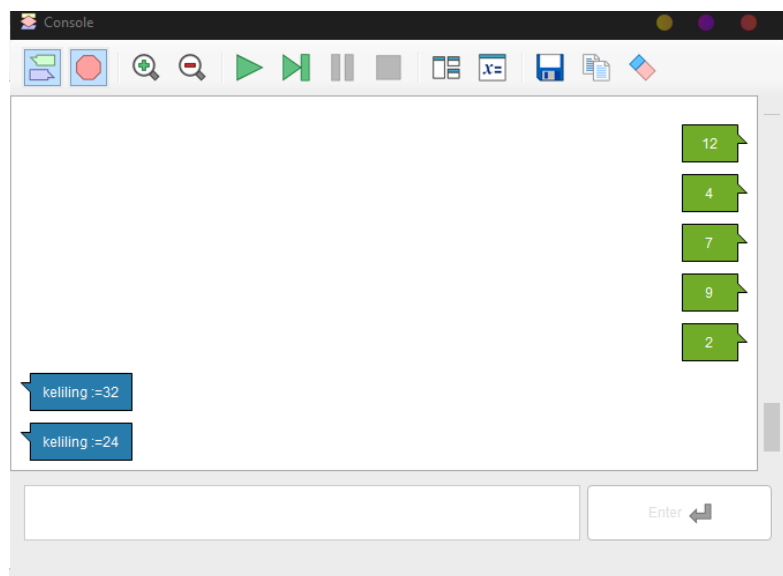 Console
x=
12
4
7
9
2
keliling :=32
keliling :=24
Enter